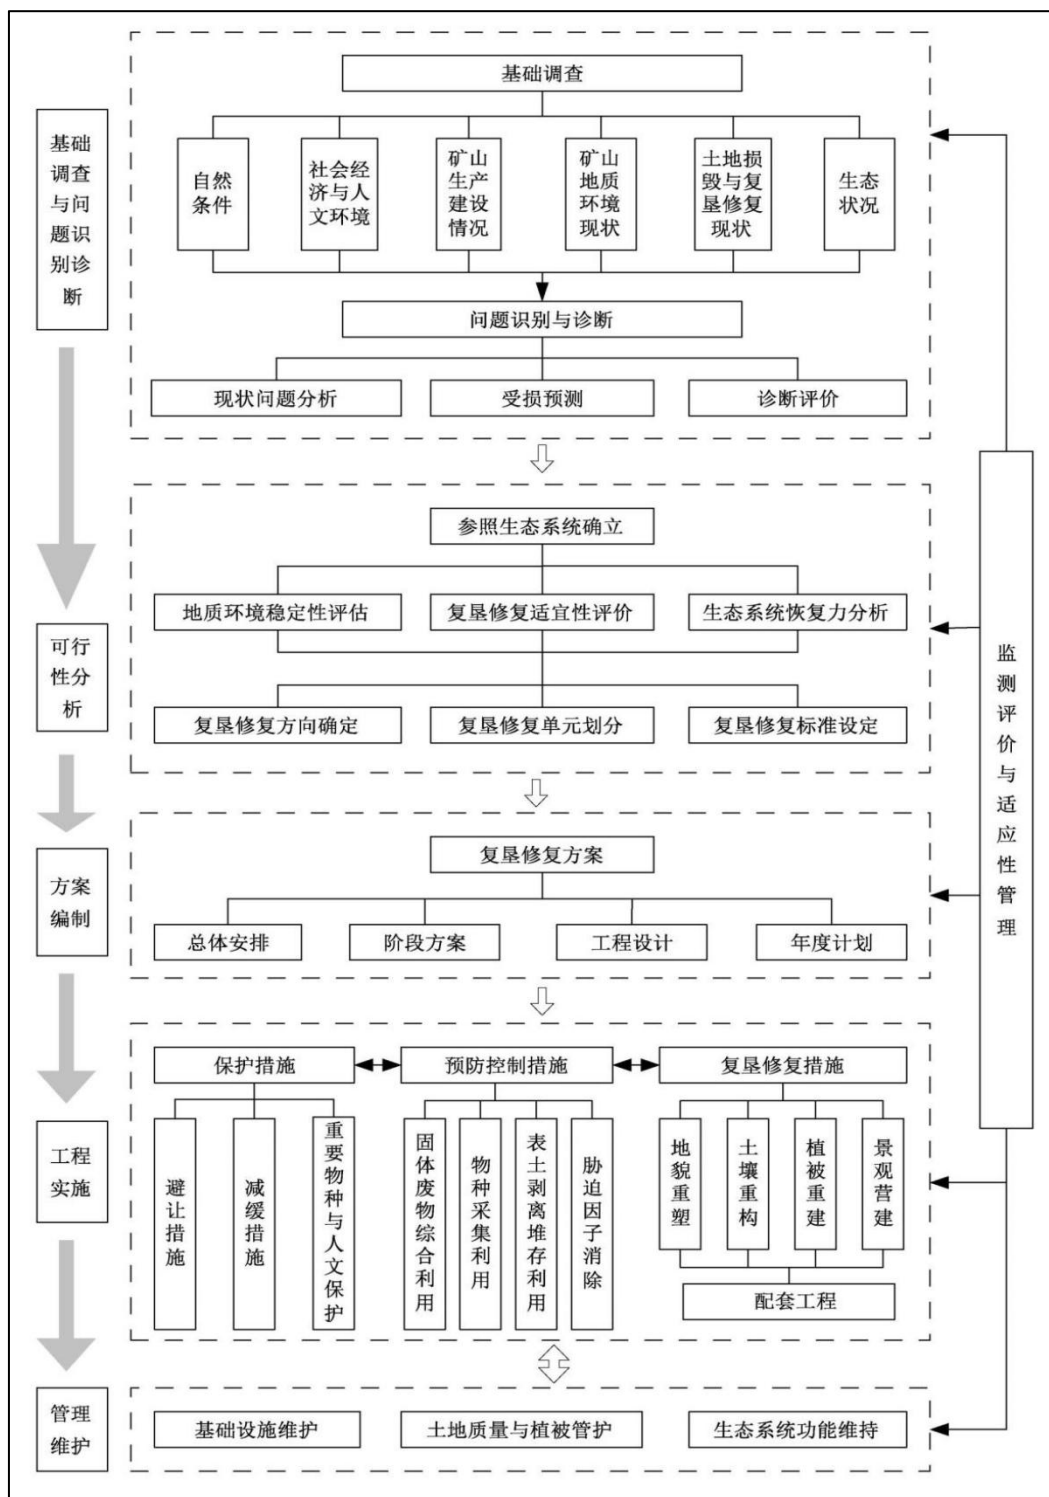 基础调查
基础
调查
与问
题识
别诊
断
自然
条件
社会经
济与人
文环境
矿山
生产
建设
情况
矿山
地质
环境
现状
土地损
毁与复
垦修复
现状
生态
状况
问题识别与诊断
现状问题分析
受损预测
诊断评价
参照生态系统确立
地质环境稳定性评估
复垦修复适宜性评价
生态系统恢复力分析
可行
性分
析
复垦修复方向确定
复垦修复单元划分
复垦修复标准设定
监测评价与适应性管理
复垦修复方案
方案
编制
总体安排
阶段方案
工程设计
年度计划
保护措施
预防控制措施
复垦修复措施
工程
实施
避让措施
减缓措施
重要物种与人文保护
固体废物综合利用
物种采集利用
表土剥离堆存利用
胁迫因子消除
地貌重塑
土壤重构
植被重建
景观营建
配套工程
管理
维护
基础设施维护
土地质量与植被管护
生态系统功能维持